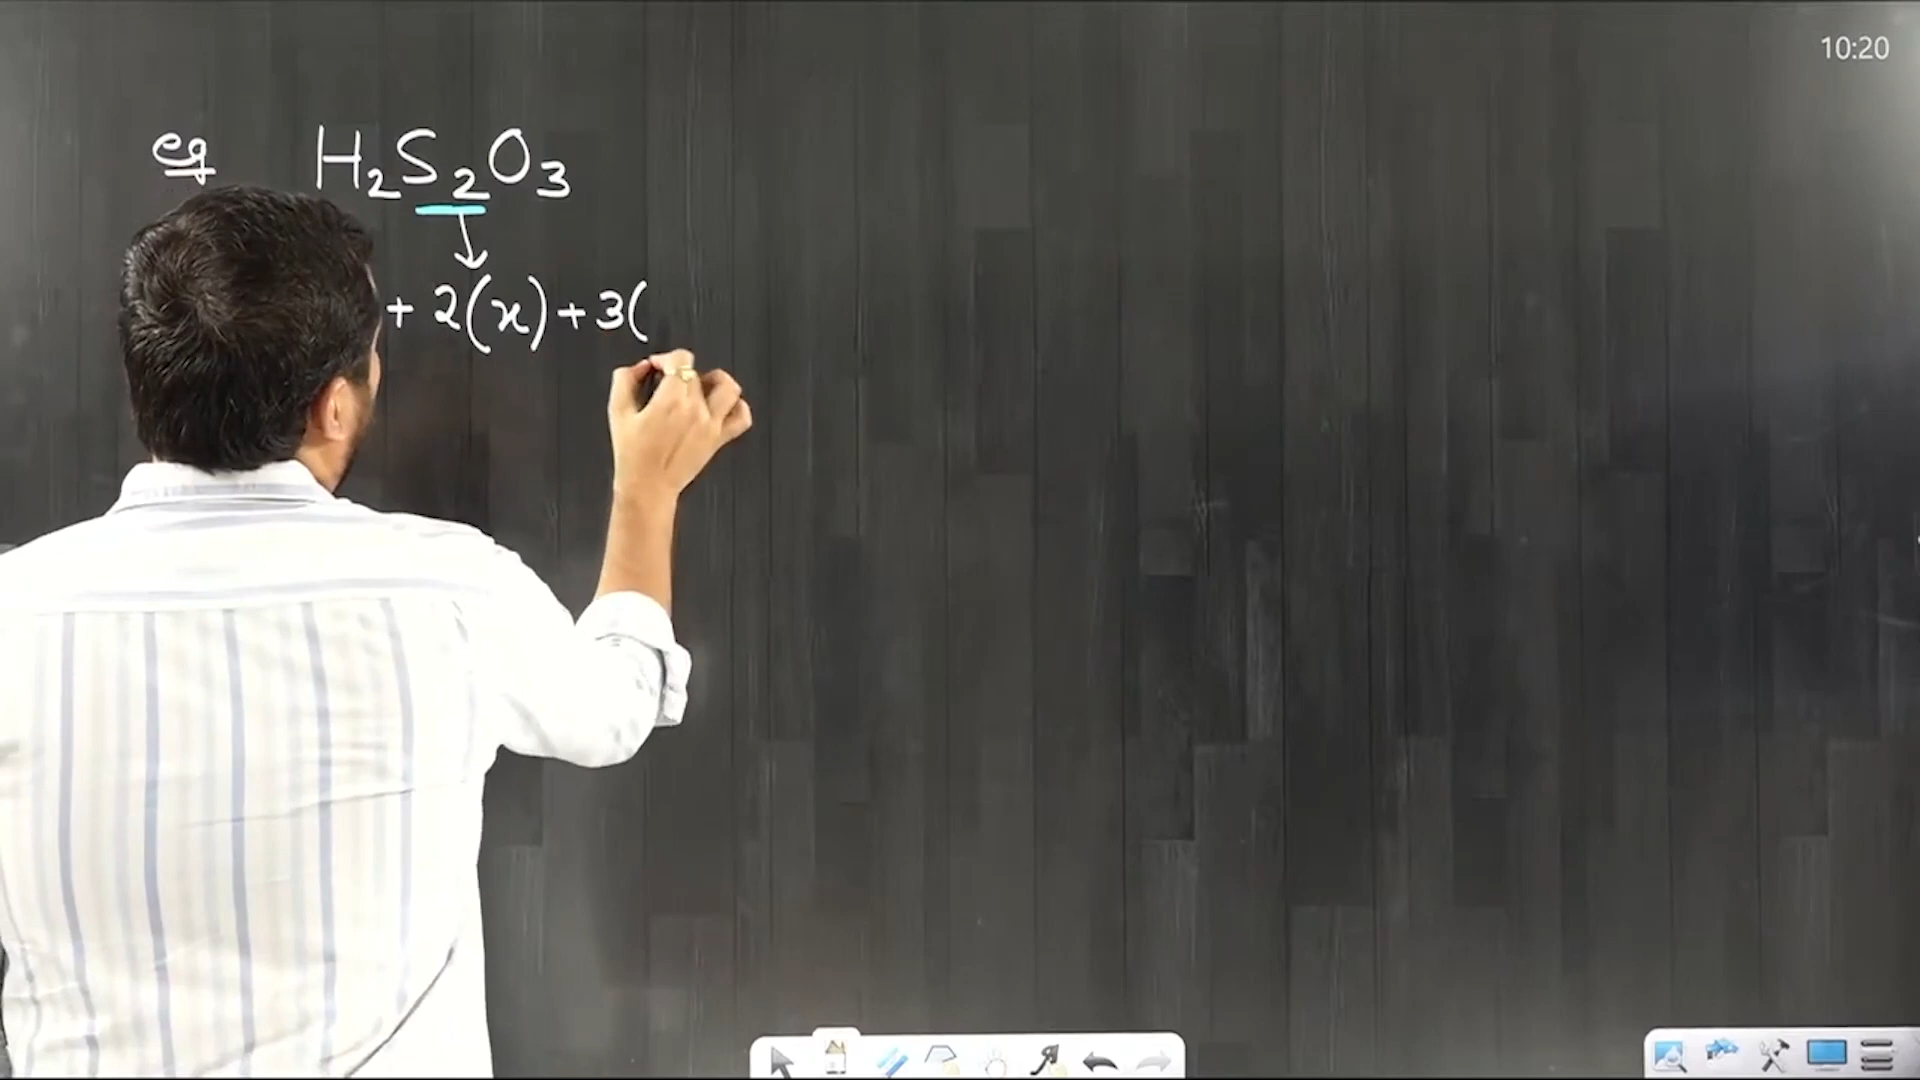 10:20
eg H₂S₂O₃
+ 2(x) + 3(